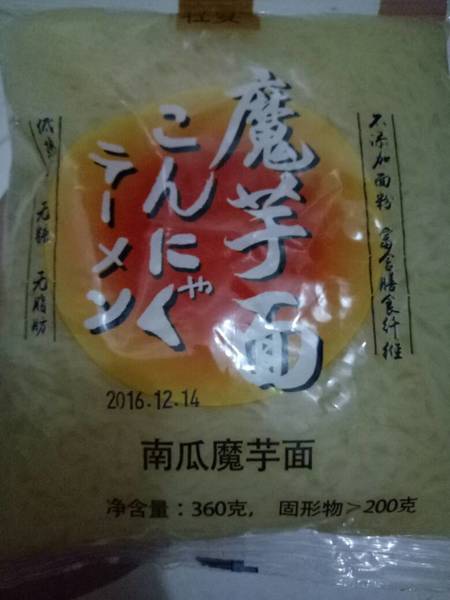 魔芋面
こんにゃく
ラーメン
不添加面粉 富含膳食纤维
无糖 无脂肪
2016.12.14
南瓜魔芋面
净含量：360克， 固形物＞200克